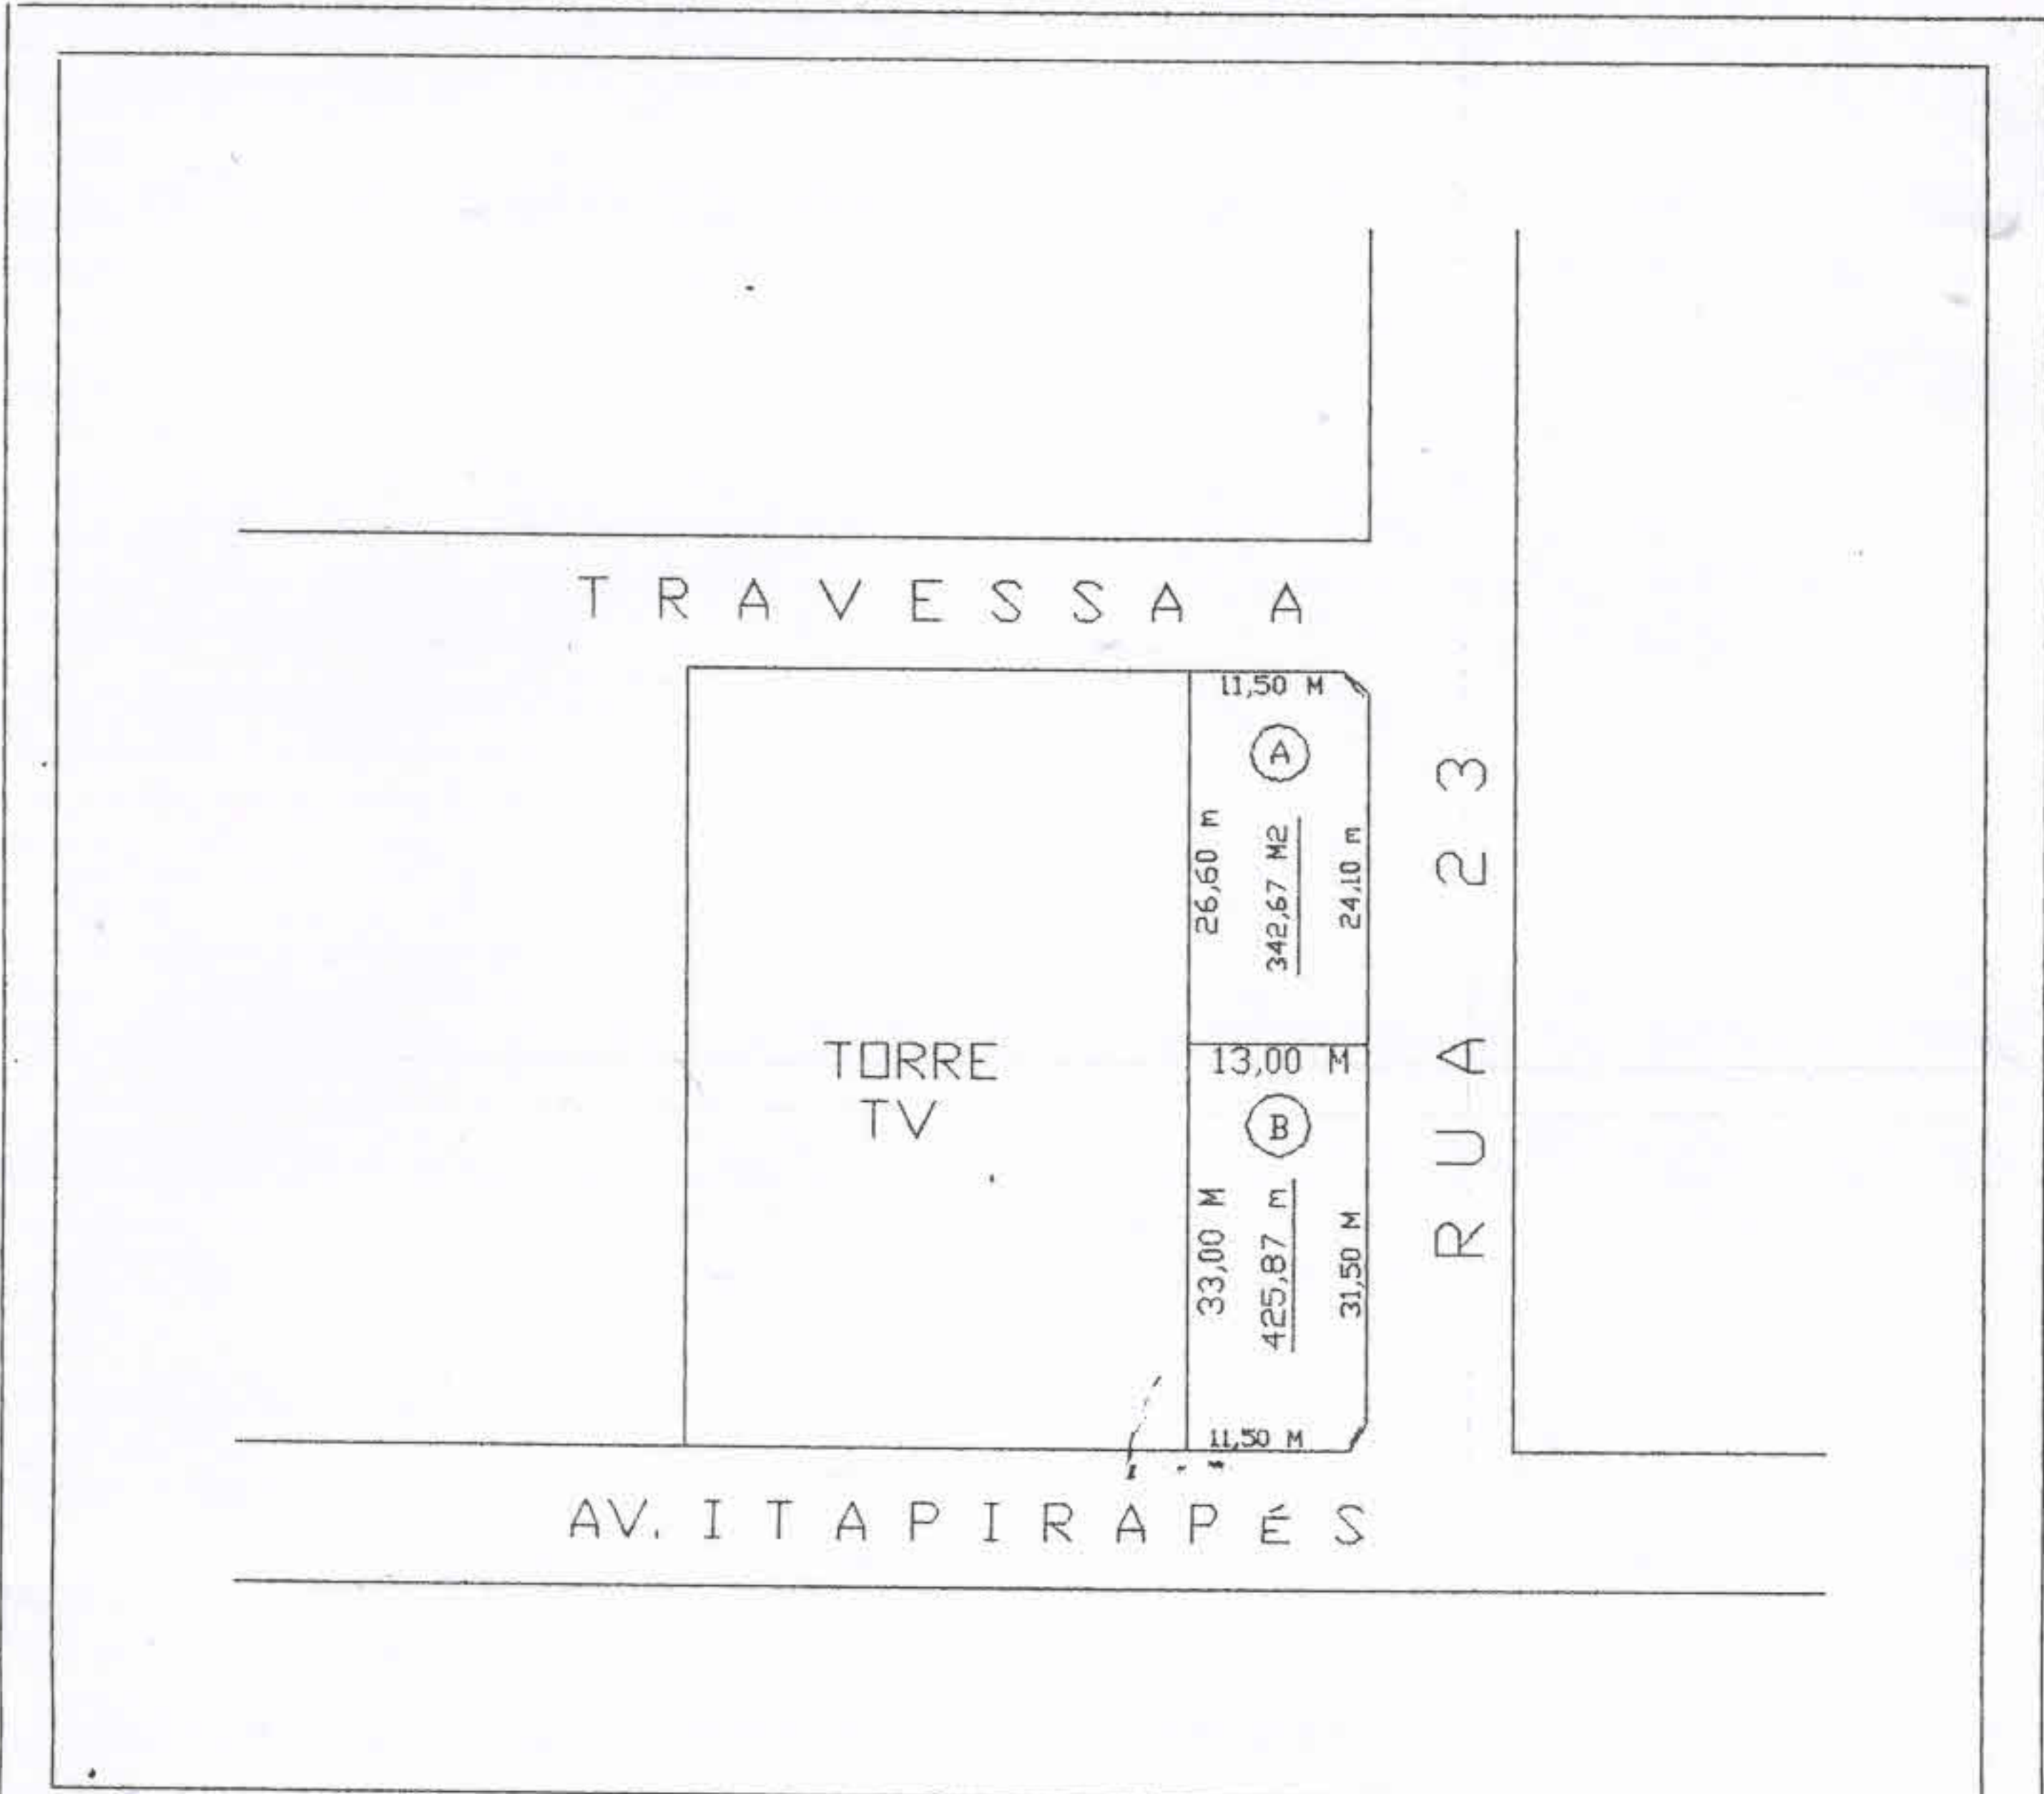 TRAVESSA A
11,50 M
A
26,60 m
342,67 M2
24,10 m
RUA 23
TORRE
TV
13,00 M
B
33,00 M
425,87 m
31,50 M
11,50 M
AV. ITAPIRAPÉS